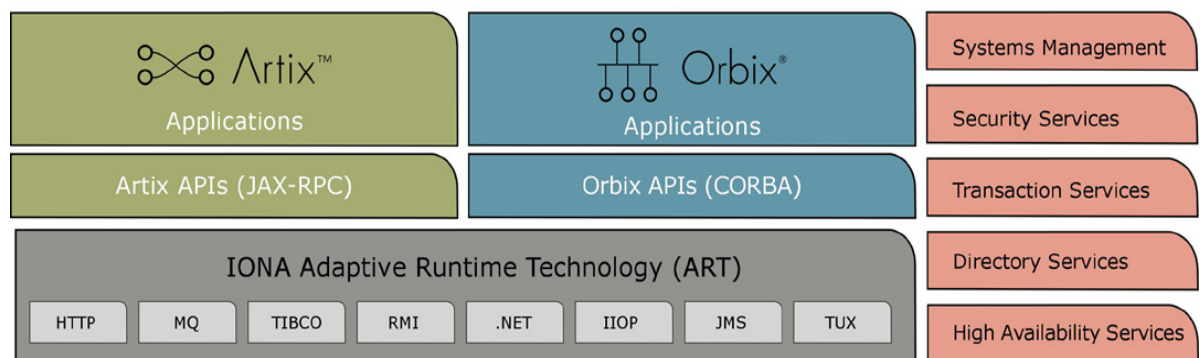 Artix™
Applications
Orbix®
Applications
Artix APIs (JAX-RPC)
Orbix APIs (CORBA)
IONA Adaptive Runtime Technology (ART)
HTTP
MQ
TIBCO
RMI
.NET
IIOP
JMS
TUX
Systems Management
Security Services
Transaction Services
Directory Services
High Availability Services